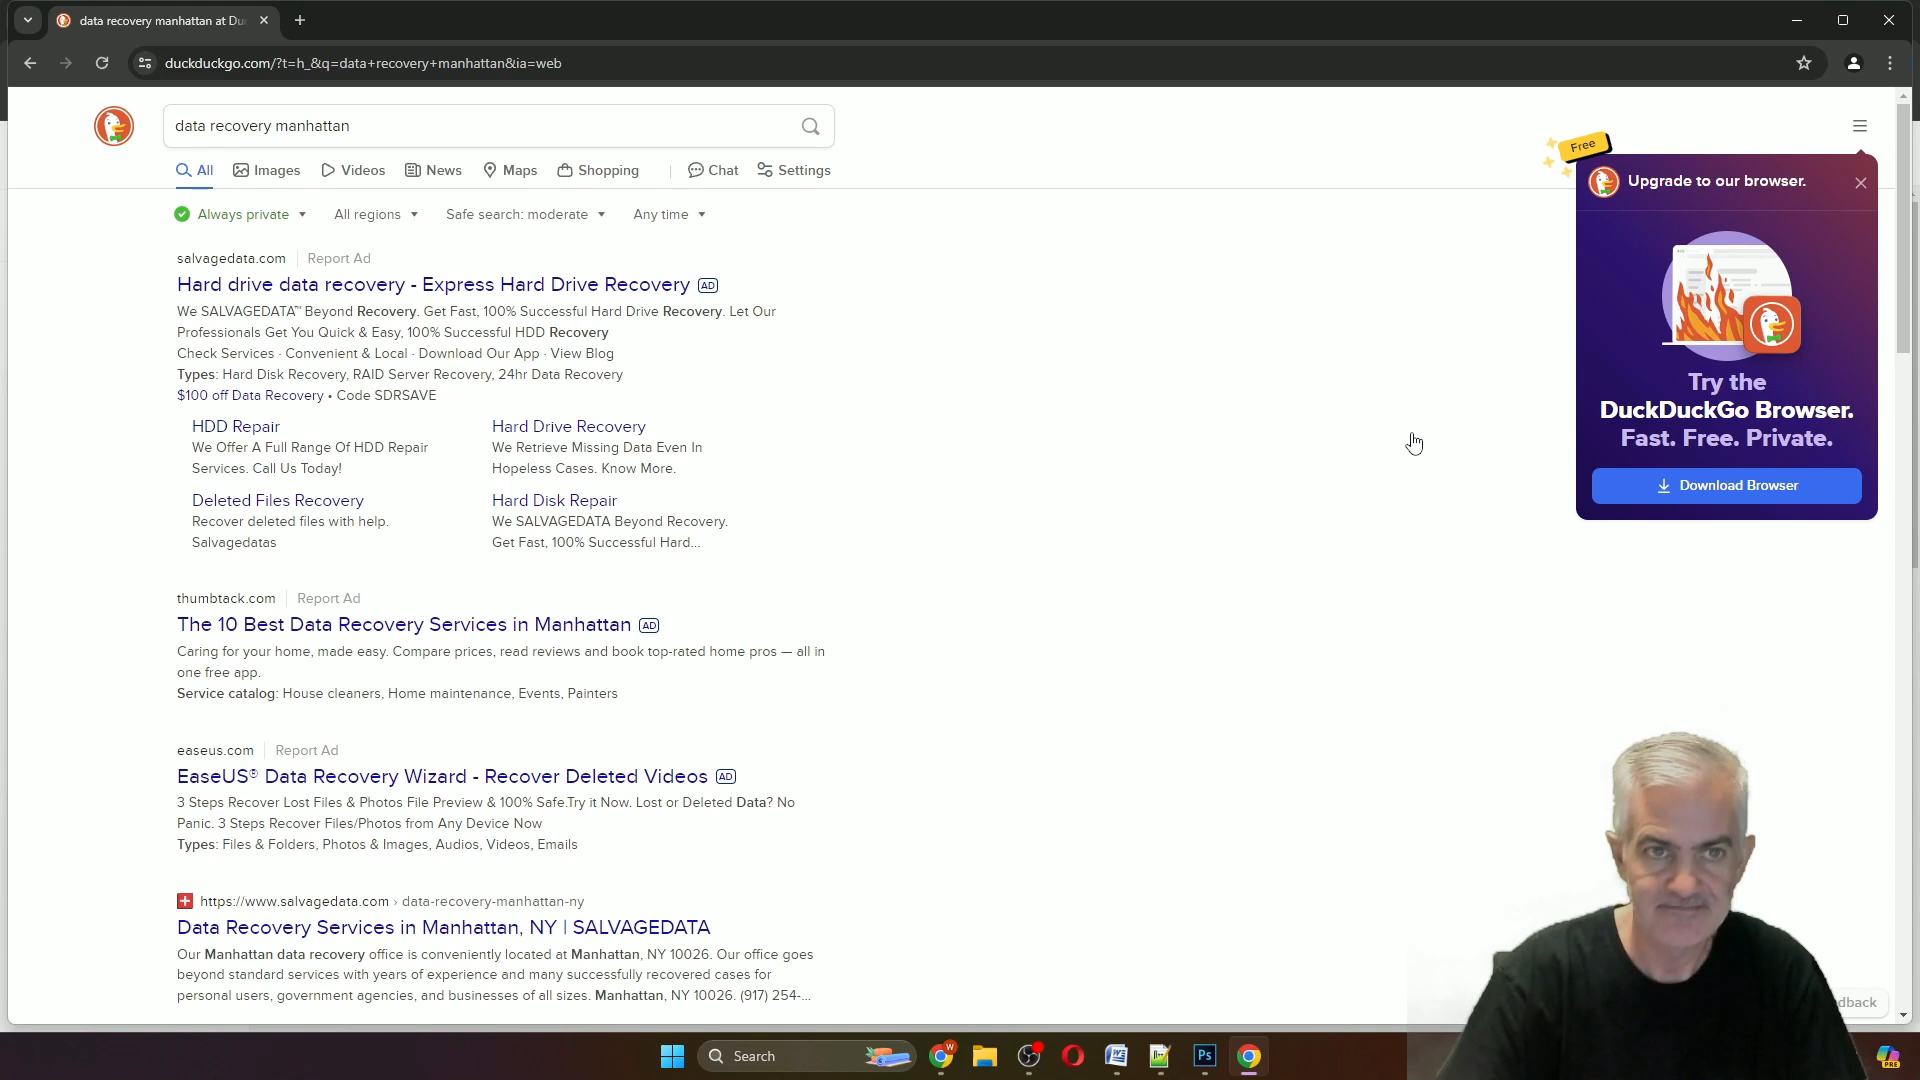 data recovery manhattan at Du
duckduckgo.com/?t=h_&q=data+recovery+manhattan&ia=web
data recovery manhattan
All
Images
Videos
News
Maps
Shopping
Chat
Settings
Always private
All regions
Safe search: moderate
Any time
salvagedata.com
Report Ad
Hard drive data recovery - Express Hard Drive Recovery AD
We SALVAGEDATA™ Beyond Recovery. Get Fast, 100% Successful Hard Drive Recovery. Let Our
Professionals Get You Quick & Easy, 100% Successful HDD Recovery
Check Services · Convenient & Local · Download Our App · View Blog
Types: Hard Disk Recovery, RAID Server Recovery, 24hr Data Recovery
$100 off Data Recovery • Code SDRSAVE
HDD Repair
We Offer A Full Range Of HDD Repair
Services. Call Us Today!
Hard Drive Recovery
We Retrieve Missing Data Even In
Hopeless Cases. Know More.
Deleted Files Recovery
Recover deleted files with help.
Salvagedatas
Hard Disk Repair
We SALVAGEDATA Beyond Recovery.
Get Fast, 100% Successful Hard...
thumbtack.com
Report Ad
The 10 Best Data Recovery Services in Manhattan AD
Caring for your home, made easy. Compare prices, read reviews and book top-rated home pros — all in
one free app.
Service catalog: House cleaners, Home maintenance, Events, Painters
easeus.com
Report Ad
EaseUS® Data Recovery Wizard - Recover Deleted Videos AD
3 Steps Recover Lost Files & Photos File Preview & 100% Safe.Try it Now. Lost or Deleted Data? No
Panic. 3 Steps Recover Files/Photos from Any Device Now
Types: Files & Folders, Photos & Images, Audios, Videos, Emails
https://www.salvagedata.com › data-recovery-manhattan-ny
Data Recovery Services in Manhattan, NY | SALVAGEDATA
Our Manhattan data recovery office is conveniently located at Manhattan, NY 10026. Our office goes
beyond standard services with years of experience and many successfully recovered cases for
personal users, government agencies, and businesses of all sizes. Manhattan, NY 10026. (917) 254-...
Free
Upgrade to our browser.
Try the
DuckDuckGo Browser.
Fast. Free. Private.
Download Browser
dback
Search
W
Ps
PRE